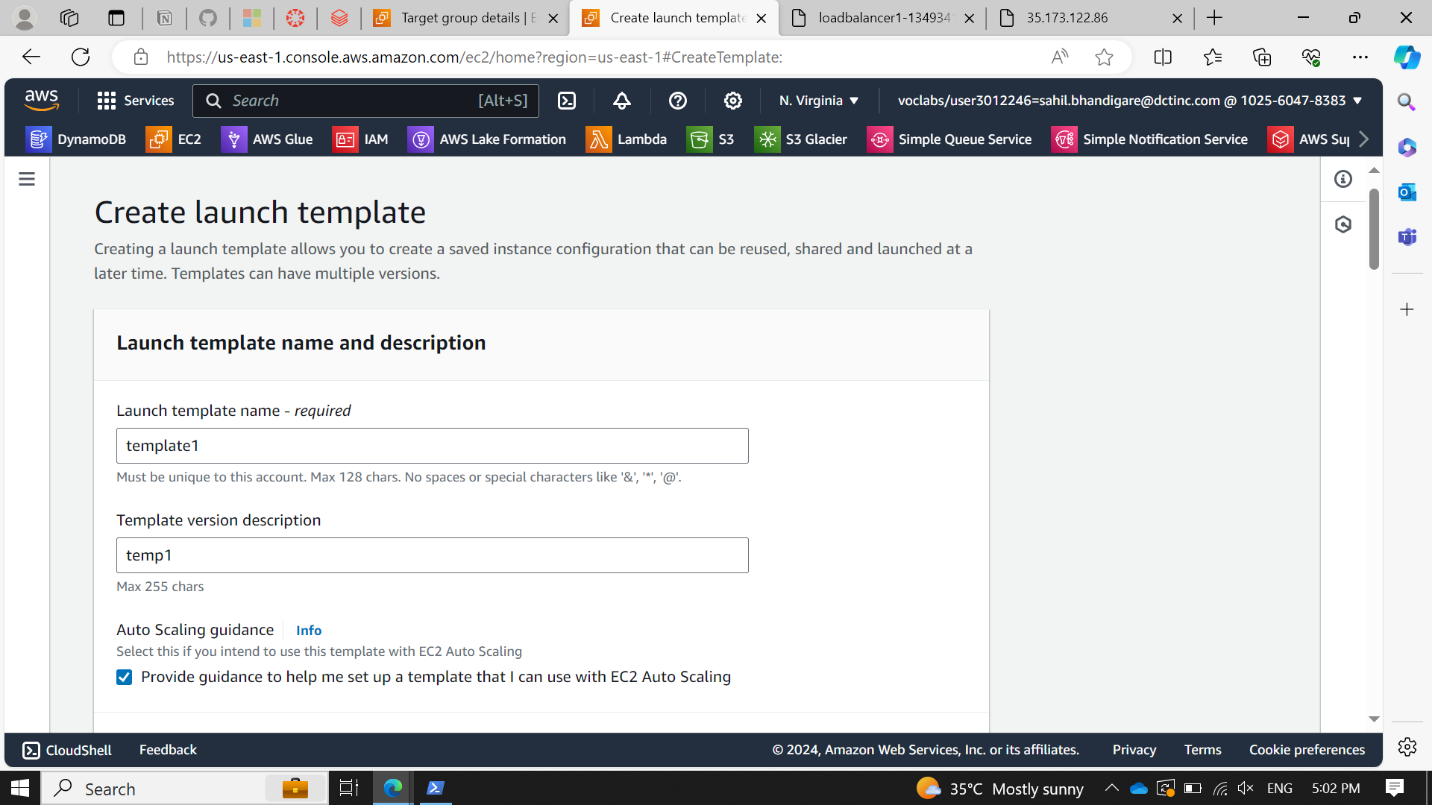 Target group details | E
Create launch template
loadbalancer1-134934
35.173.122.86
https://us-east-1.console.aws.amazon.com/ec2/home?region=us-east-1#CreateTemplate:
aws
Services
Search
[Alt+S]
N. Virginia
voclabs/user3012246=sahil.bhandigare@dctinc.com @ 1025-6047-8383
DynamoDB
EC2
AWS Glue
IAM
AWS Lake Formation
Lambda
S3
S3 Glacier
Simple Queue Service
Simple Notification Service
AWS Su
Create launch template
Creating a launch template allows you to create a saved instance configuration that can be reused, shared and launched at a
later time. Templates can have multiple versions.
Launch template name and description
Launch template name - required
template1
Must be unique to this account. Max 128 chars. No spaces or special characters like '&', '*', '@'.
Template version description
temp1
Max 255 chars
Auto Scaling guidance
Info
Select this if you intend to use this template with EC2 Auto Scaling
Provide guidance to help me set up a template that I can use with EC2 Auto Scaling
CloudShell
Feedback
© 2024, Amazon Web Services, Inc. or its affiliates.
Privacy
Terms
Cookie preferences
Search
35°C Mostly sunny
ENG
5:02 PM